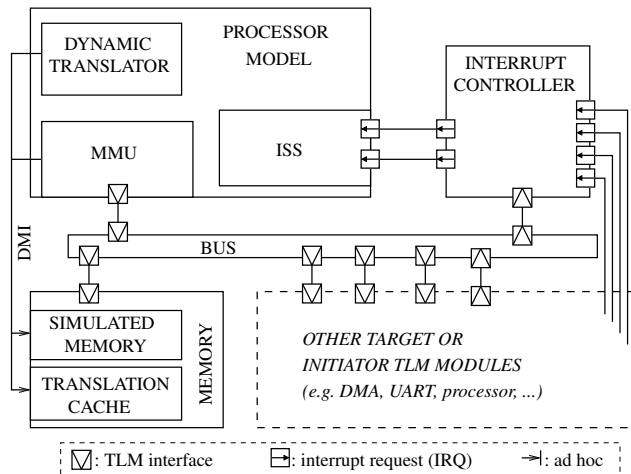 DYNAMIC
TRANSLATOR
PROCESSOR
MODEL
INTERRUPT
CONTROLLER
MMU
ISS
DMI
BUS
SIMULATED
MEMORY
TRANSLATION
CACHE
MEMORY
OTHER TARGET OR
INITIATOR TLM MODULES
(e.g. DMA, UART, processor, ...)
: TLM interface
: interrupt request (IRQ)
: ad hoc